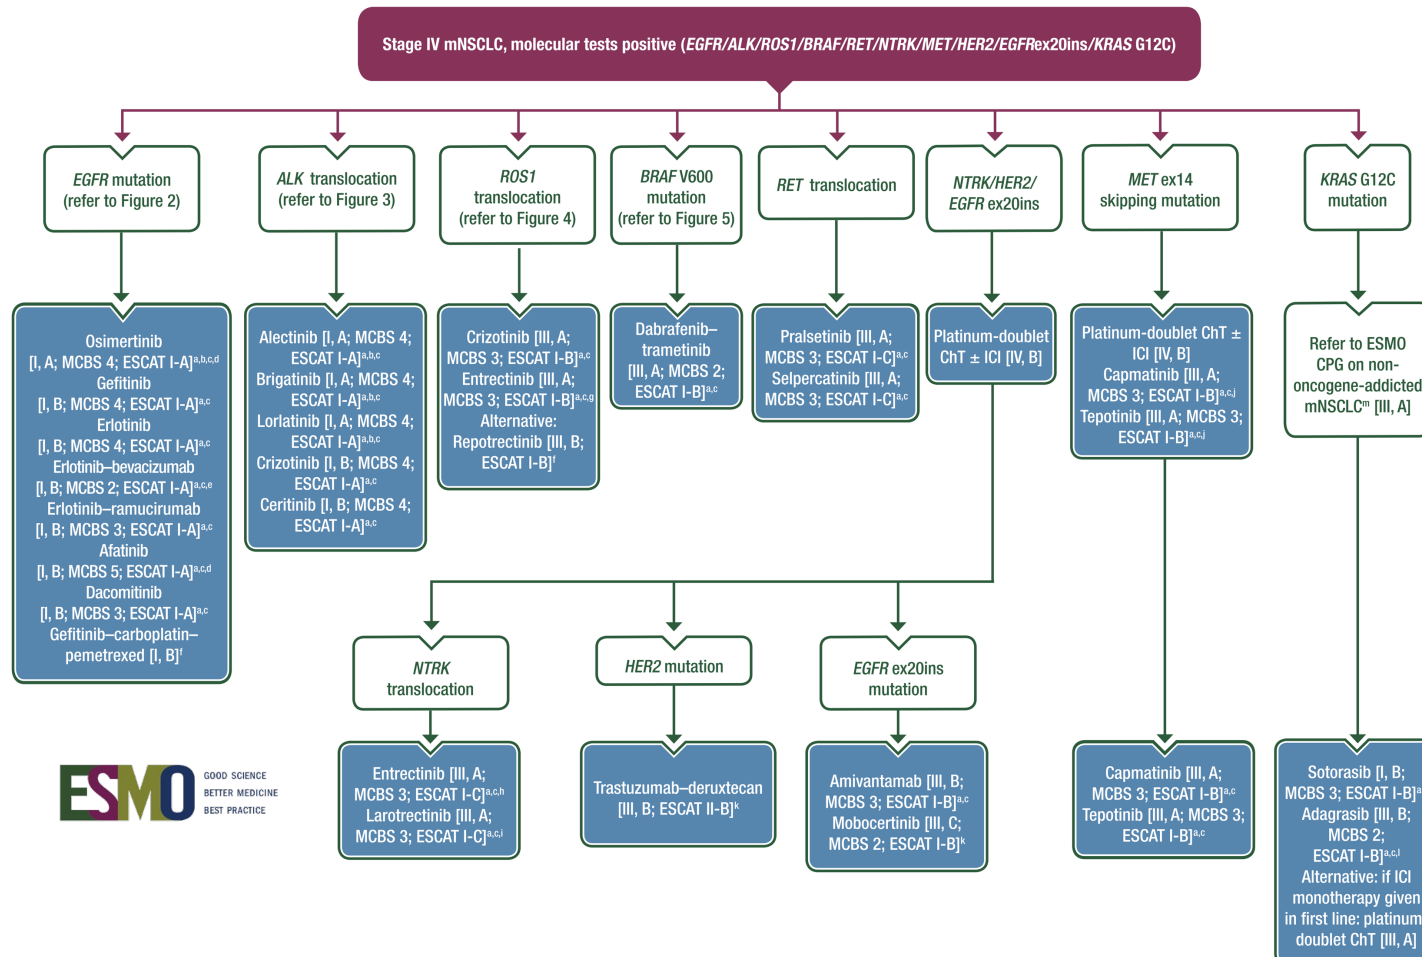 Stage IV mNSCLC, molecular tests positive (EGFR/ALK/ROS1/BRAF/RET/NTRK/MET/HER2/EGFRex20ins/KRAS G12C)
EGFR mutation
(refer to Figure 2)
ALK translocation
(refer to Figure 3)
ROS1
translocation
(refer to Figure 4)
BRAF V600
mutation
(refer to Figure 5)
RET translocation
NTRK/HER2/
EGFR ex20ins
MET ex14
skipping mutation
KRAS G12C
mutation
Osimertinib
[I, A; MCBS 4; ESCAT I-A]a,b,c,d
Gefitinib
[I, B; MCBS 4; ESCAT I-A]a,c
Erlotinib
[I, B; MCBS 4; ESCAT I-A]a,c
Erlotinib–bevacizumab
[I, B; MCBS 2; ESCAT I-A]a,c,e
Erlotinib–ramucirumab
[I, B; MCBS 3; ESCAT I-A]a,c
Afatinib
[I, B; MCBS 5; ESCAT I-A]a,c,d
Dacomitinib
[I, B; MCBS 3; ESCAT I-A]a,c
Gefitinib–carboplatin–
pemetrexed [I, B]f
Alectinib [I, A; MCBS 4;
ESCAT I-A]a,b,c
Brigatinib [I, A; MCBS 4;
ESCAT I-A]a,b,c
Lorlatinib [I, A; MCBS 4;
ESCAT I-A]a,b,c
Crizotinib [I, B; MCBS 4;
ESCAT I-A]a,c
Ceritinib [I, B; MCBS 4;
ESCAT I-A]a,c
Crizotinib [III, A;
MCBS 3; ESCAT I-B]a,c
Entrectinib [III, A;
MCBS 3; ESCAT I-B]a,c,g
Alternative:
Repotrectinib [III, B;
ESCAT I-B]f
Dabrafenib–
trametinib
[III, A; MCBS 2;
ESCAT I-B]a,c
Pralsetinib [III, A;
MCBS 3; ESCAT I-C]a,c
Selpercatinib [III, A;
MCBS 3; ESCAT I-C]a,c
Platinum-doublet
ChT ± ICI [IV, B]
Platinum-doublet ChT ±
ICI [IV, B]
Capmatinib [III, A;
MCBS 3; ESCAT I-B]a,c,j
Tepotinib [III, A; MCBS 3;
ESCAT I-B]a,c,j
Refer to ESMO
CPG on non-
oncogene-addicted
mNSCLCm [III, A]
NTRK
translocation
HER2 mutation
EGFR ex20ins
mutation
Entrectinib [III, A;
MCBS 3; ESCAT I-C]a,c,h
Larotrectinib [III, A;
MCBS 3; ESCAT I-C]a,c,i
Trastuzumab–deruxtecan
[III, B; ESCAT II-B]k
Amivantamab [III, B;
MCBS 3; ESCAT I-B]a,c
Mobocertinib [III, C;
MCBS 2; ESCAT I-B]k
Capmatinib [III, A;
MCBS 3; ESCAT I-B]a,c
Tepotinib [III, A; MCBS 3;
ESCAT I-B]a,c
Sotorasib [I, B;
MCBS 3; ESCAT I-B]a
Adagrasib [III, B;
MCBS 2;
ESCAT I-B]a,c,l
Alternative: if ICI
monotherapy given
in first line: platinum-
doublet ChT [III, A]
ESMO
GOOD SCIENCE
BETTER MEDICINE
BEST PRACTICE